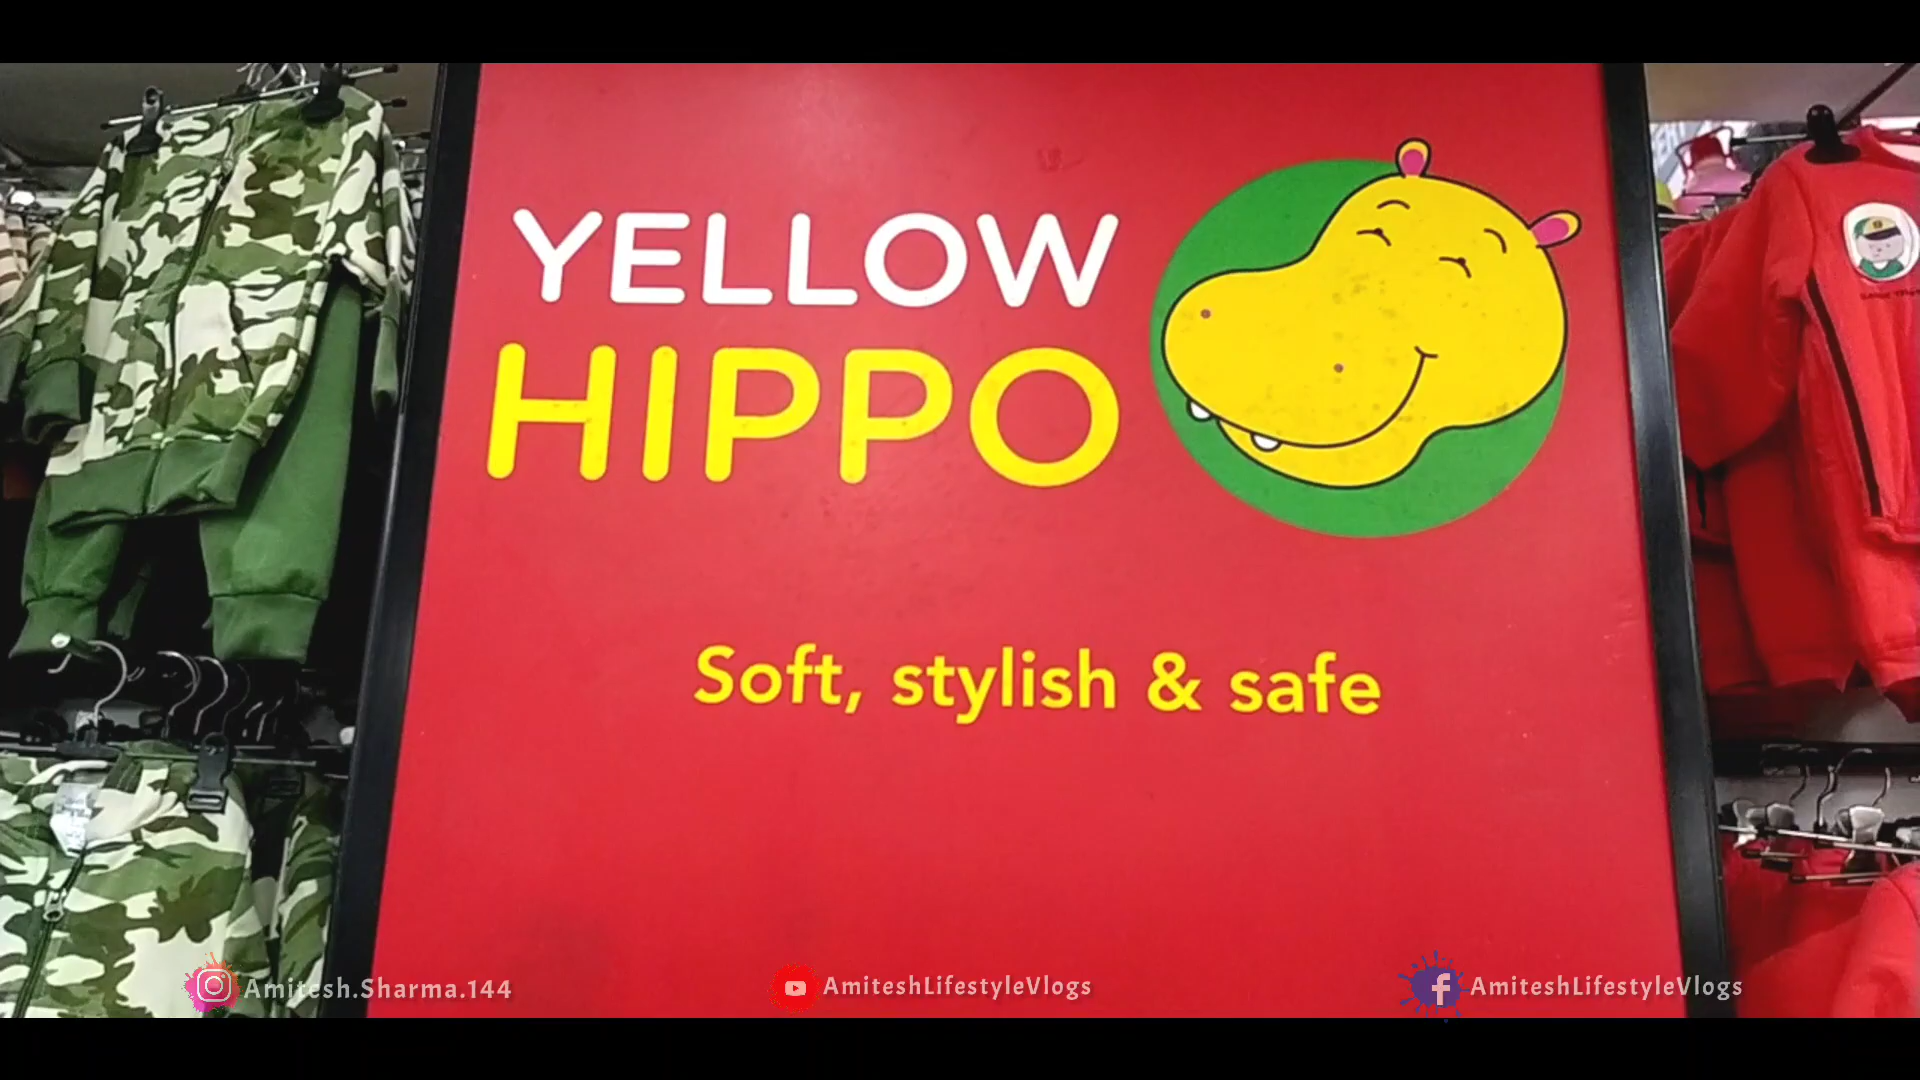 YELLOW
HIPPO
Soft, stylish & safe
Amitesh.Sharma.144
AmiteshLifestyleVlogs
AmiteshLifestyleVlogs